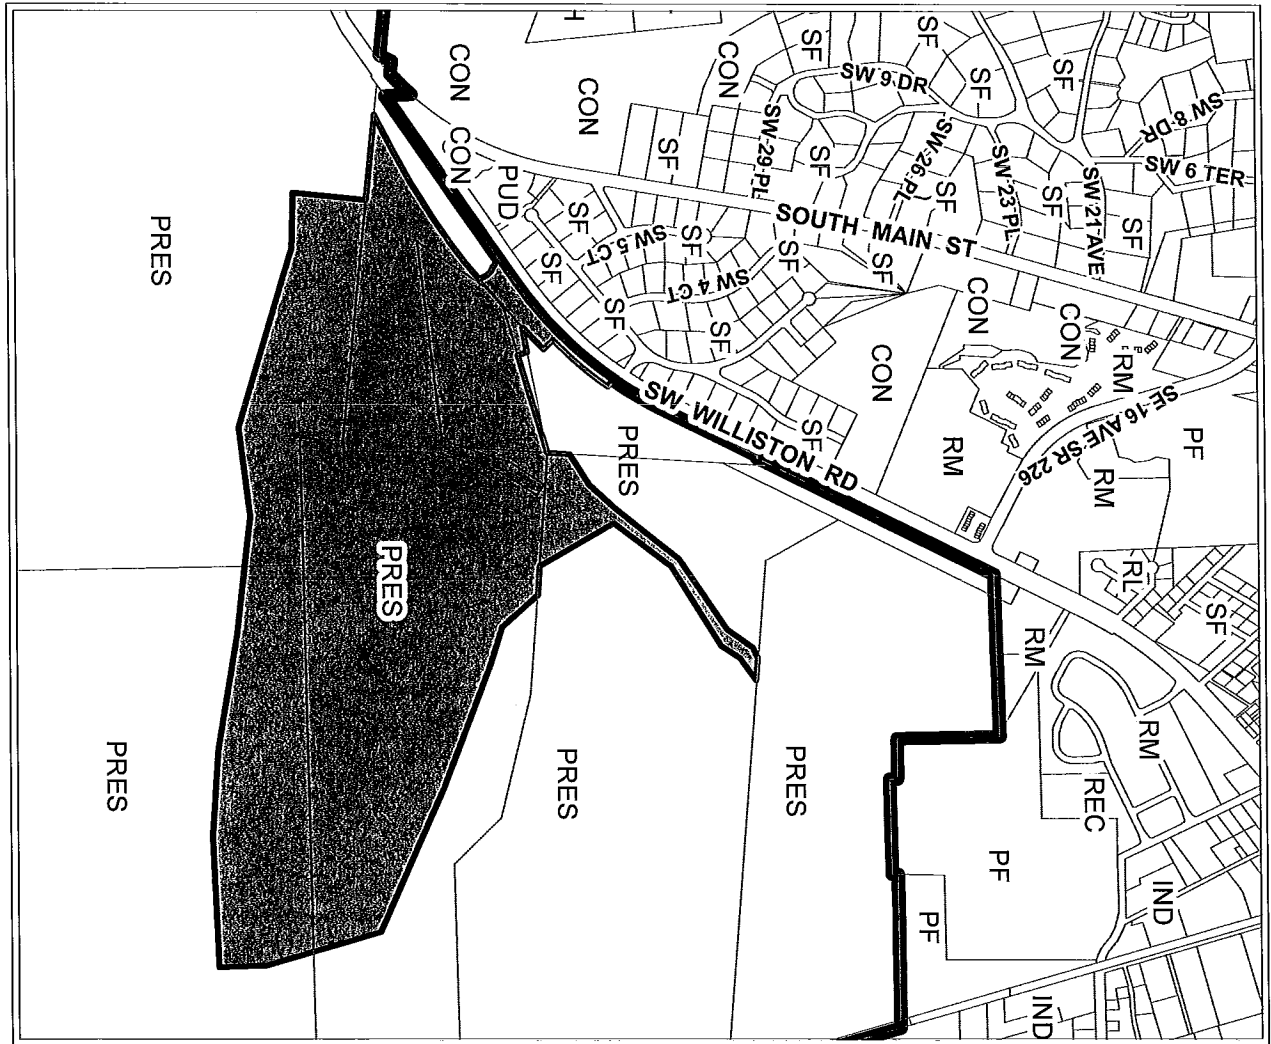 H
SF
SF
CON
CON
SF
SF
SW 9 DR
CON
SW 8 DR
CON
SF
SF
SW 29 PL
SW 26 PL
SW 23 PL
SW 6 TER
PUD
SF
SF
SW 21 AVE
SF
SOUTH MAIN ST
SF
SF
SW 5 CT
SF
SF
SF
PRES
SW 4 CT
SF
SF
CON
CON
CON
RM
SE 16 AVE SR 226
SW WILLISTON RD
SF
RM
PF
PRES
RM
PRES
RL
SF
RM
RM
PRES
PRES
PRES
REC
PF
PF
IND
IND